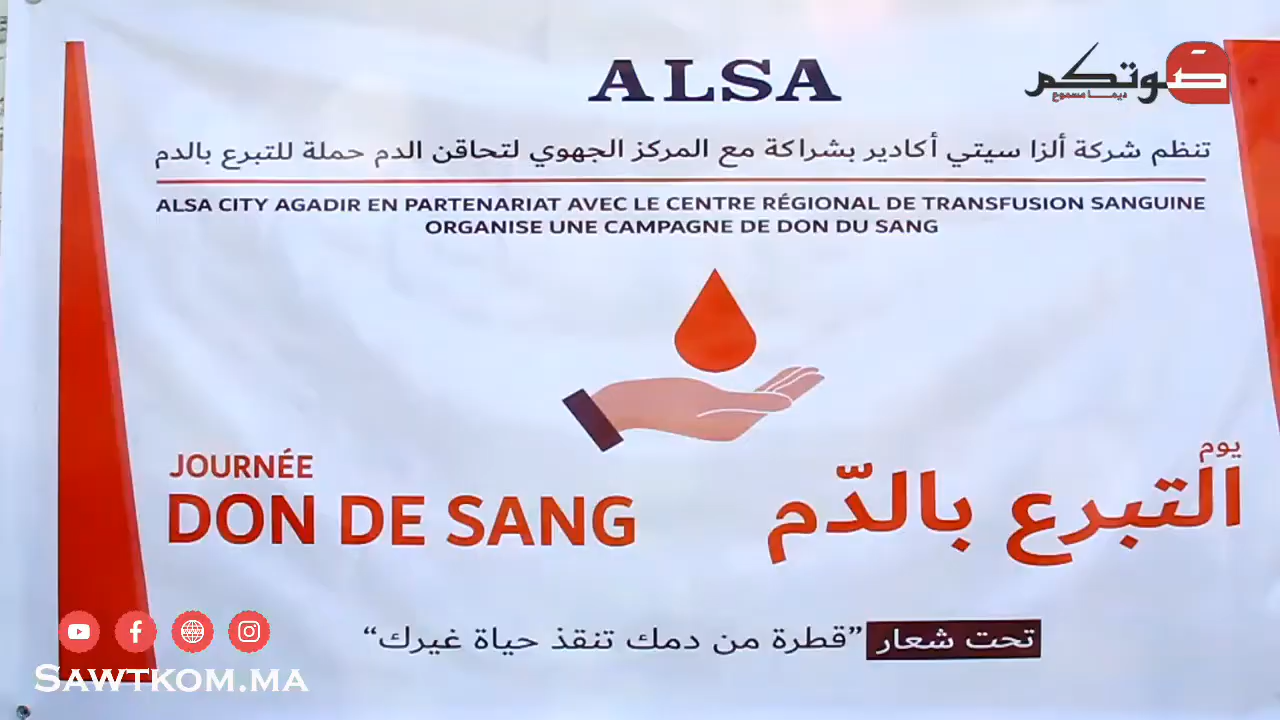 ALSA
صوتكم
ديما مسموع
تنظم شركة ألزا سيتي أكادير بشراكة مع المركز الجهوي لتحاقن الدم حملة للتبرع بالدم
ALSA CITY AGADIR EN PARTENARIAT AVEC LE CENTRE RÉGIONAL DE TRANSFUSION SANGUINE
ORGANISE UNE CAMPAGNE DE DON DU SANG
JOURNÉE
DON DE SANG
يوم
التبرع بالدّم
تحت شعار ”قطرة من دمك تنقذ حياة غيرك“
SAWTKOM.MA